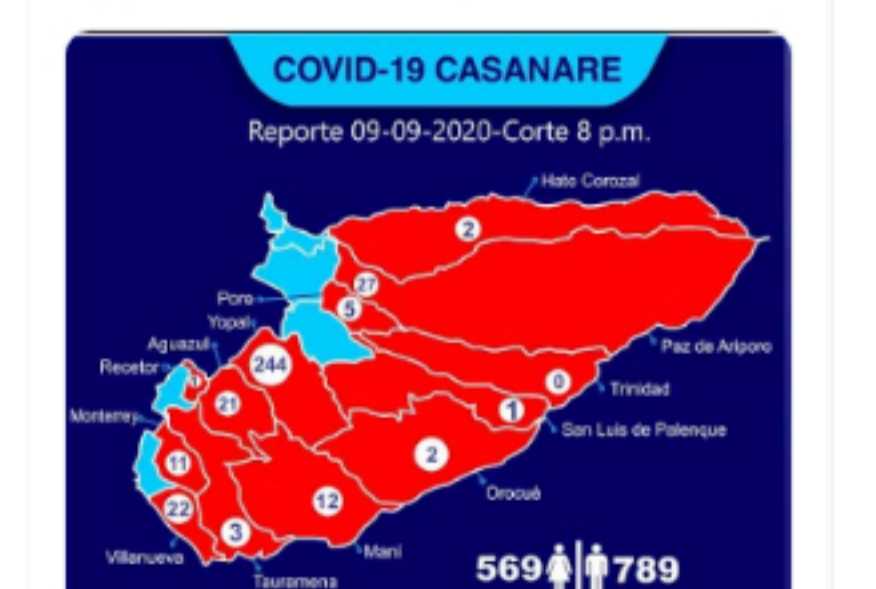 COVID-19 CASANARE
Reporte 09-09-2020-Corte 8 p.m.
Hato Corozal
2
27
Pore
5
Yopal
Aguazul
244
Paz de Ariporo
Recetor
1
0
Trinidad
21
1
Monterrey
San Luis de Palenque
2
11
Orocué
12
22
3
Maní
Villanueva
569 789
Tauramena